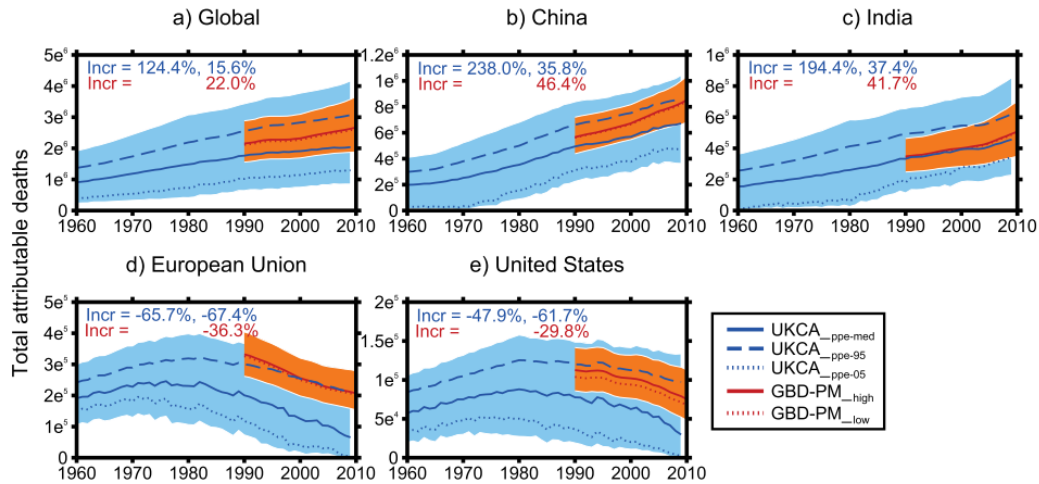 a) Global
b) China
c) India
Total attributable deaths
5e⁶
4e⁶
3e⁶
2e⁶
1e⁶
0
Incr = 124.4%, 15.6%
Incr = 22.0%
1960 1970 1980 1990 2000 2010
1.2e⁶
1e⁶
8e⁵
6e⁵
4e⁵
2e⁵
0
Incr = 238.0%, 35.8%
Incr = 46.4%
1960 1970 1980 1990 2000 2010
1e⁶
8e⁵
6e⁵
4e⁵
2e⁵
0
Incr = 194.4%, 37.4%
Incr = 41.7%
1960 1970 1980 1990 2000 2010
d) European Union
e) United States
5e⁵
4e⁵
3e⁵
2e⁵
1e⁵
0
Incr = -65.7%, -67.4%
Incr = -36.3%
1960 1970 1980 1990 2000 2010
2e⁵
1.5e⁵
1e⁵
5e⁴
0
Incr = -47.9%, -61.7%
Incr = -29.8%
1960 1970 1980 1990 2000 2010
UKCA_ppe-med
UKCA_ppe-95
UKCA_ppe-05
GBD-PM_high
GBD-PM_low